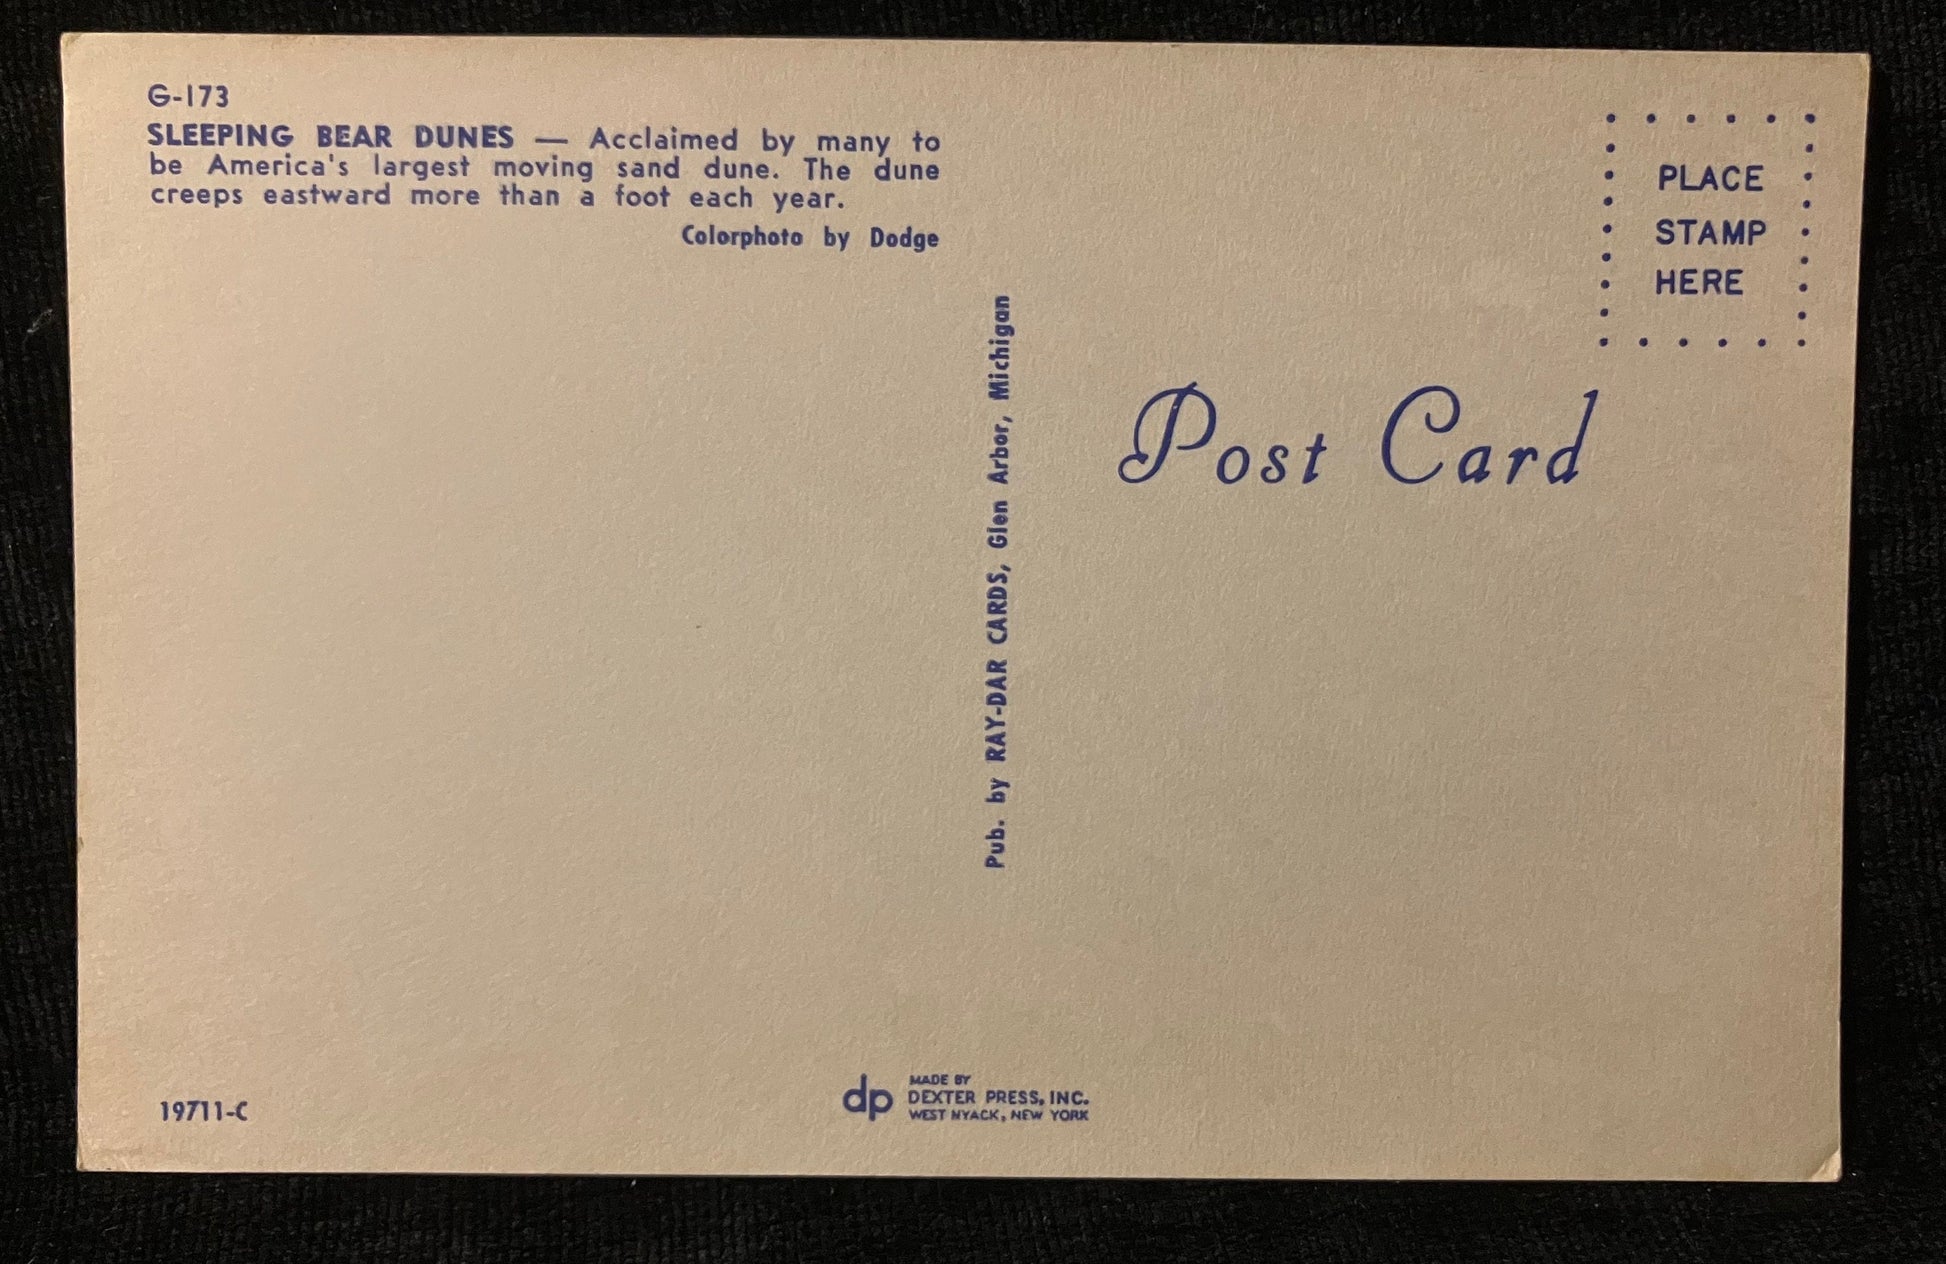 G-173
SLEEPING BEAR DUNES — Acclaimed by many to
be America's largest moving sand dune. The dune
creeps eastward more than a foot each year.
Colorphoto by Dodge
Pub. by RAY-DAR CARDS, Glen Arbor, Michigan
PLACE
STAMP
HERE
Post Card
19711-C
dp
MADE BY
DEXTER PRESS, INC.
WEST NYACK, NEW YORK